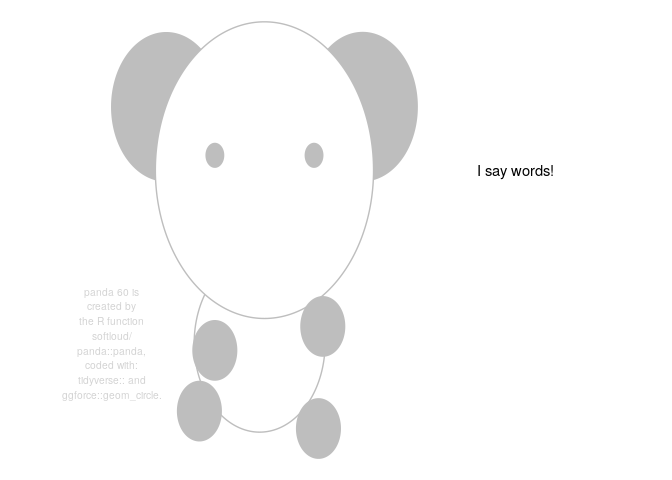 I say words!
panda 60 is
created by
the R function
softloud/
panda::panda,
coded with:
tidyverse:: and
ggforce::geom_circle.